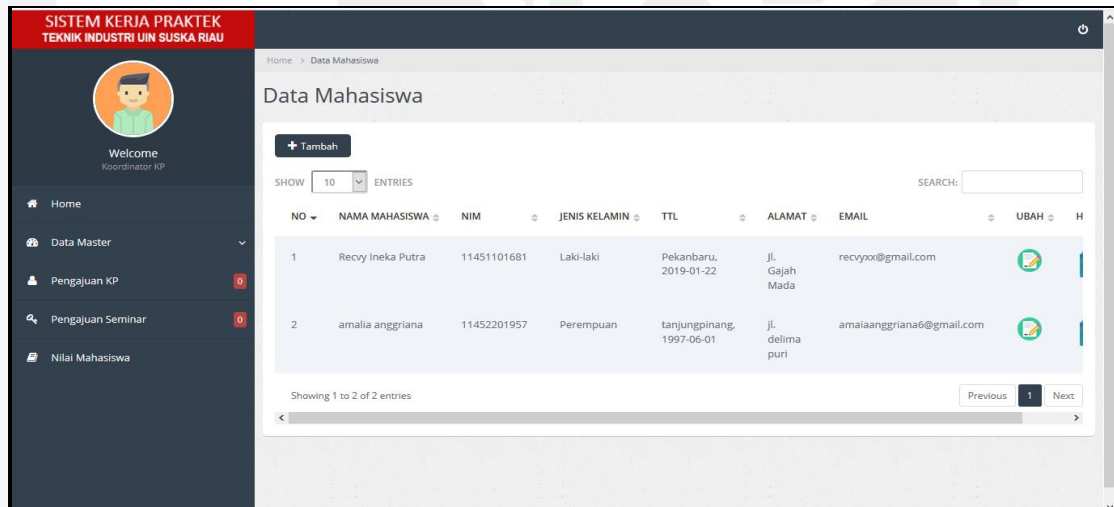 SISTEM KERJA PRAKTEK
TEKNIK INDUSTRI UIN SUSKA RIAU
Welcome
Koordinator KP
Home
Data Master
Pengajuan KP 0
Pengajuan Seminar 0
Nilai Mahasiswa
Home > Data Mahasiswa
Data Mahasiswa
+ Tambah
SHOW 10 ENTRIES SEARCH:
NO NAMA MAHASISWA NIM JENIS KELAMIN TTL ALAMAT EMAIL UBAH H
1 Recvy Ineka Putra 11451101681 Laki-laki Pekanbaru, Jl. recvyxx@gmail.com
2019-01-22 Gajah
Mada
2 amalia anggriana 11452201957 Perempuan tanjungpinang, jl. amaiaanggriana6@gmail.com
1997-06-01 delima
puri
Showing 1 to 2 of 2 entries Previous 1 Next